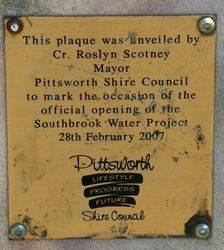 This plaque was unveiled by
Cr. Roslyn Scotney
Mayor
Pittsworth Shire Council
to mark the occasion of the
official opening of the
Southbrook Water Project
28th February 2007
Pittsworth
LIFESTYLE
PROGRESS
FUTURE
Shire Council